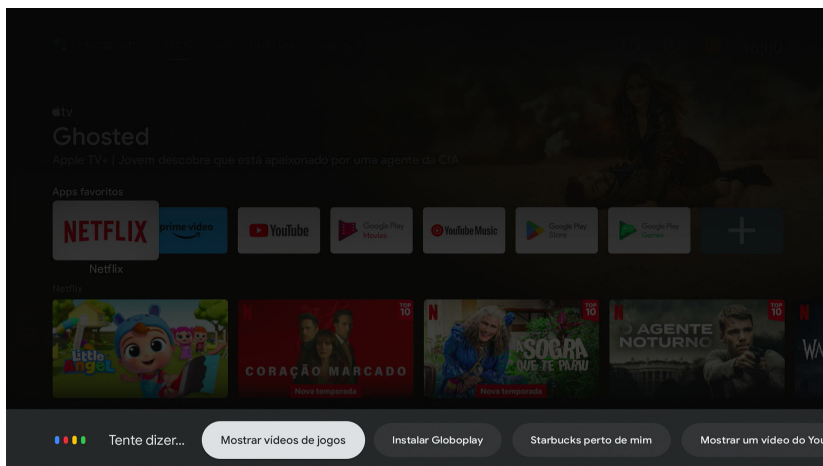 tv
Ghosted
Apple TV+ | Jovem descobre que está apaixonado por uma agente da CIA
Apps favoritos
NETFLIX
prime video
YouTube
Google Play
Movies
YouTube Music
Google Play
Store
Google Play
Games
Netflix
Netflix
Little
Angel
N
CORAÇÃO MARCADO
Nova temporada
TOP
10
N
A SOGRA
QUE TE PARIU
Nova temporada
TOP
10
N
O AGENTE
NOTURNO
TOP
10
N
WA
Tente dizer...
Mostrar vídeos de jogos
Instalar Globoplay
Starbucks perto de mim
Mostrar um vídeo do You